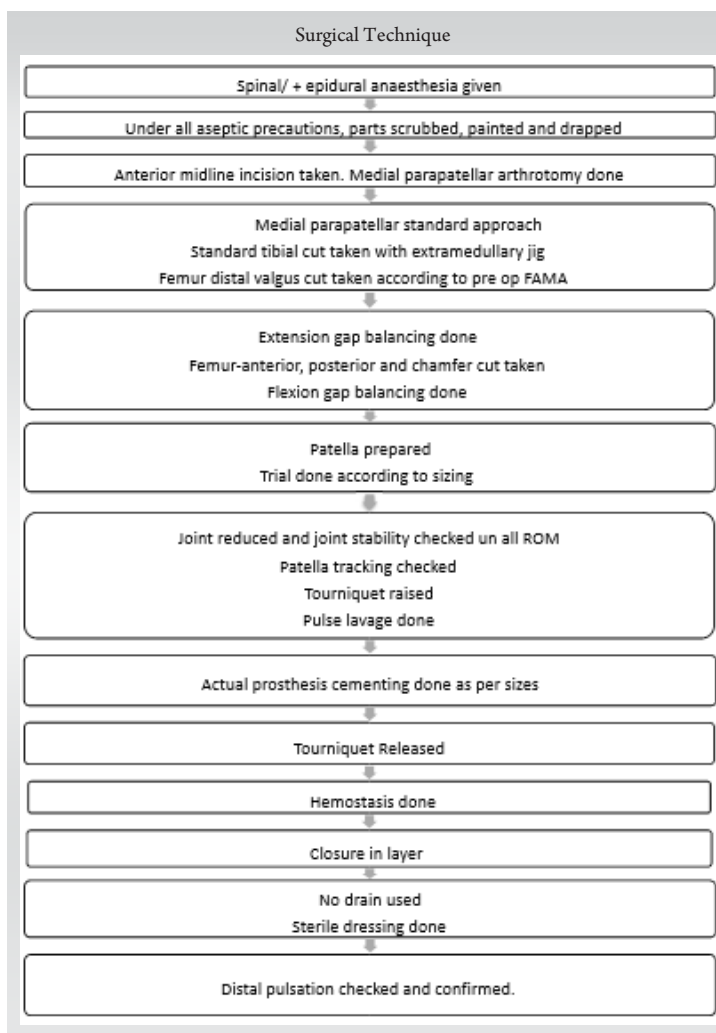 Surgical Technique
Spinal/ + epidural anaesthesia given
Under all aseptic precautions, parts scrubbed, painted and drapped
Anterior midline incision taken. Medial parapatellar arthrotomy done
Medial parapatellar standard approach
Standard tibial cut taken with extramedullary jig
Femur distal valgus cut taken according to pre op FAMA
Extension gap balancing done
Femur-anterior, posterior and chamfer cut taken
Flexion gap balancing done
Patella prepared
Trial done according to sizing
Joint reduced and joint stability checked un all ROM
Patella tracking checked
Tourniquet raised
Pulse lavage done
Actual prosthesis cementing done as per sizes
Tourniquet Released
Hemostasis done
Closure in layer
No drain used
Sterile dressing done
Distal pulsation checked and confirmed.